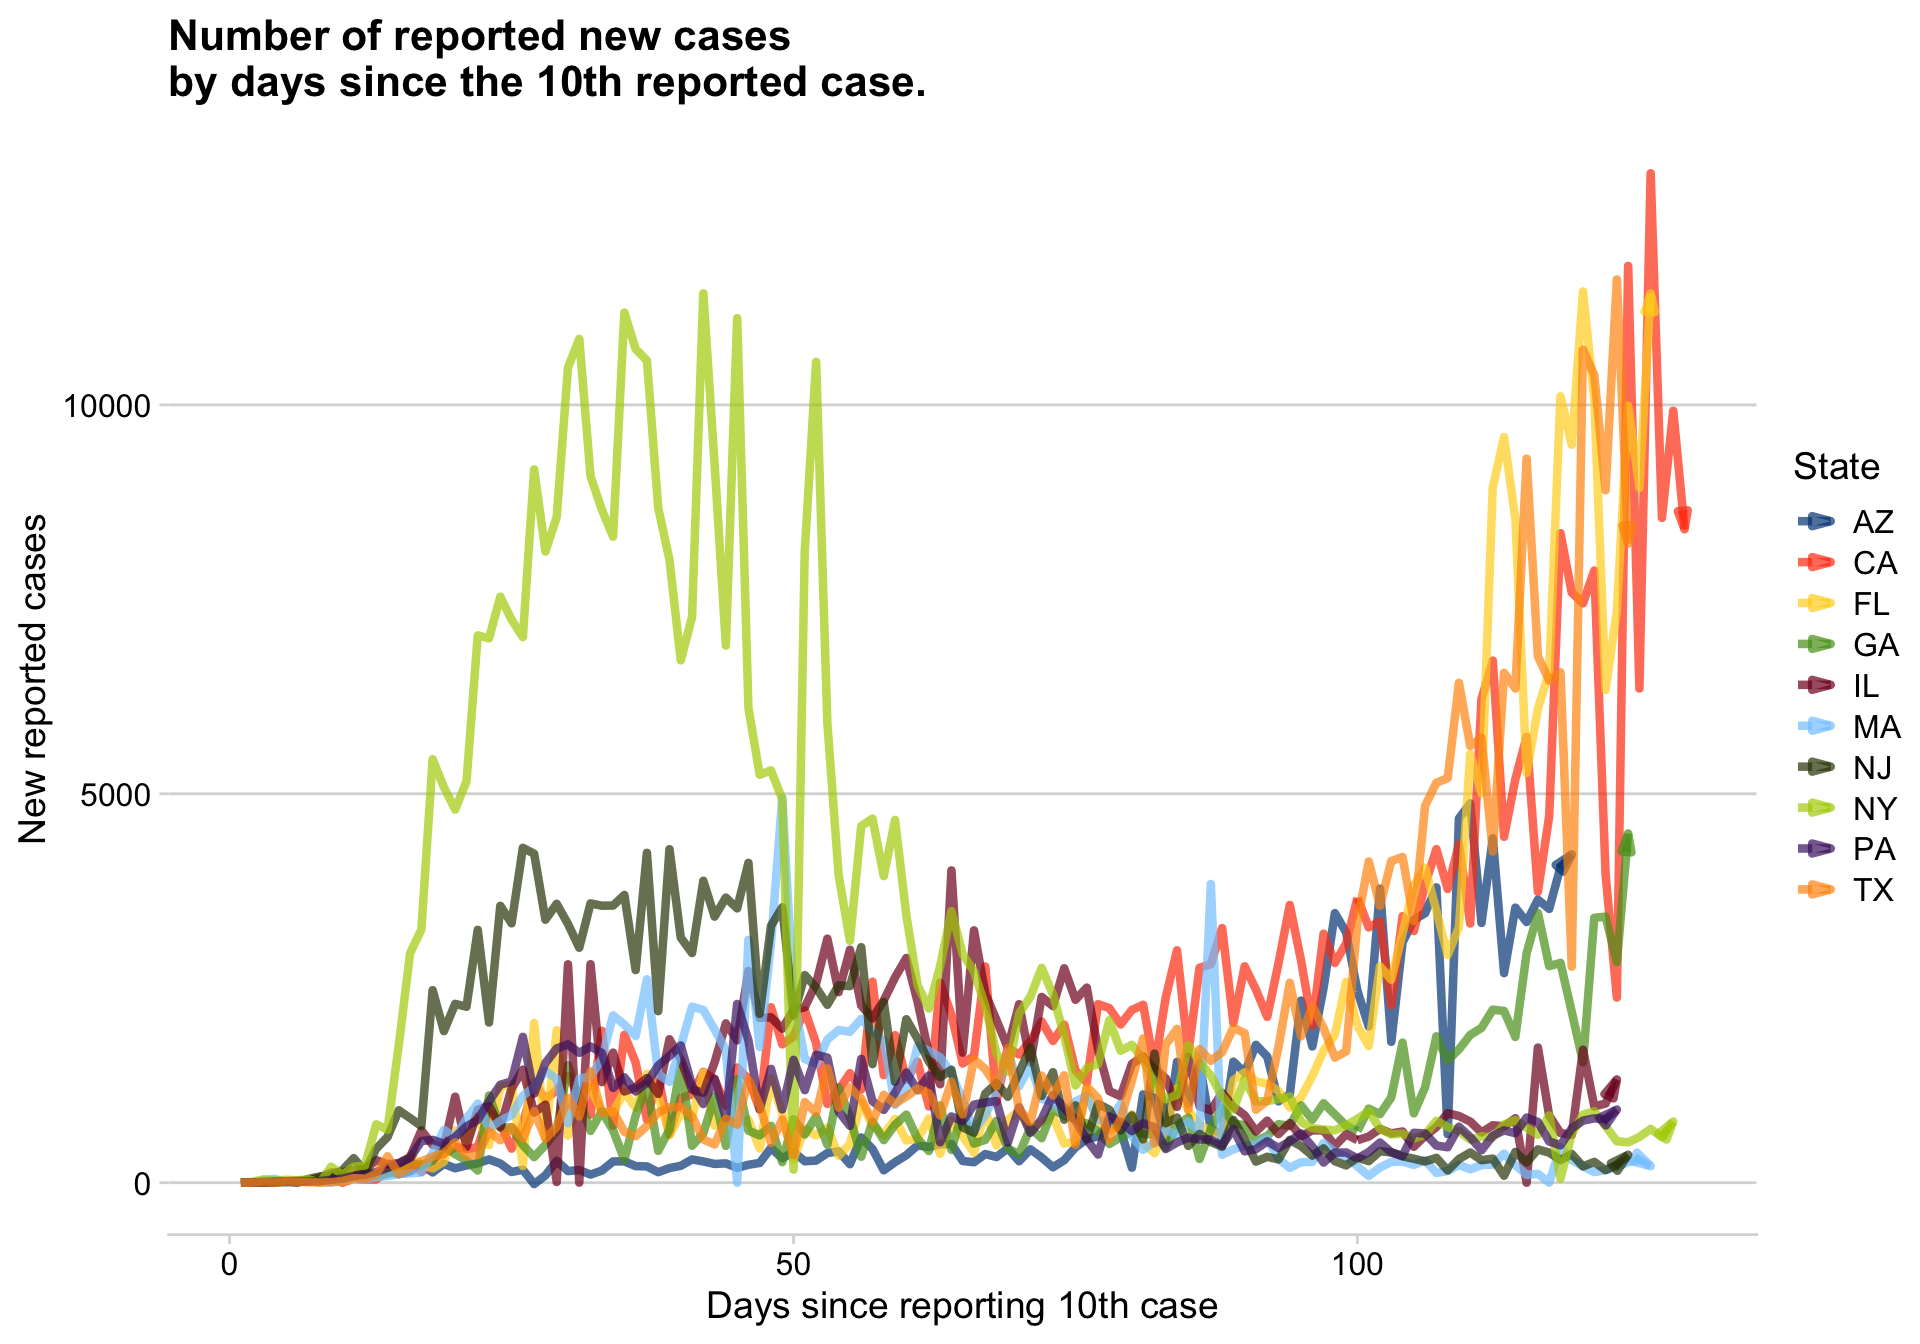 Number of reported new cases
by days since the 10th reported case.
New reported cases
10000
5000
0
0
50
100
Days since reporting 10th case
State
AZ
CA
FL
GA
IL
MA
NJ
NY
PA
TX